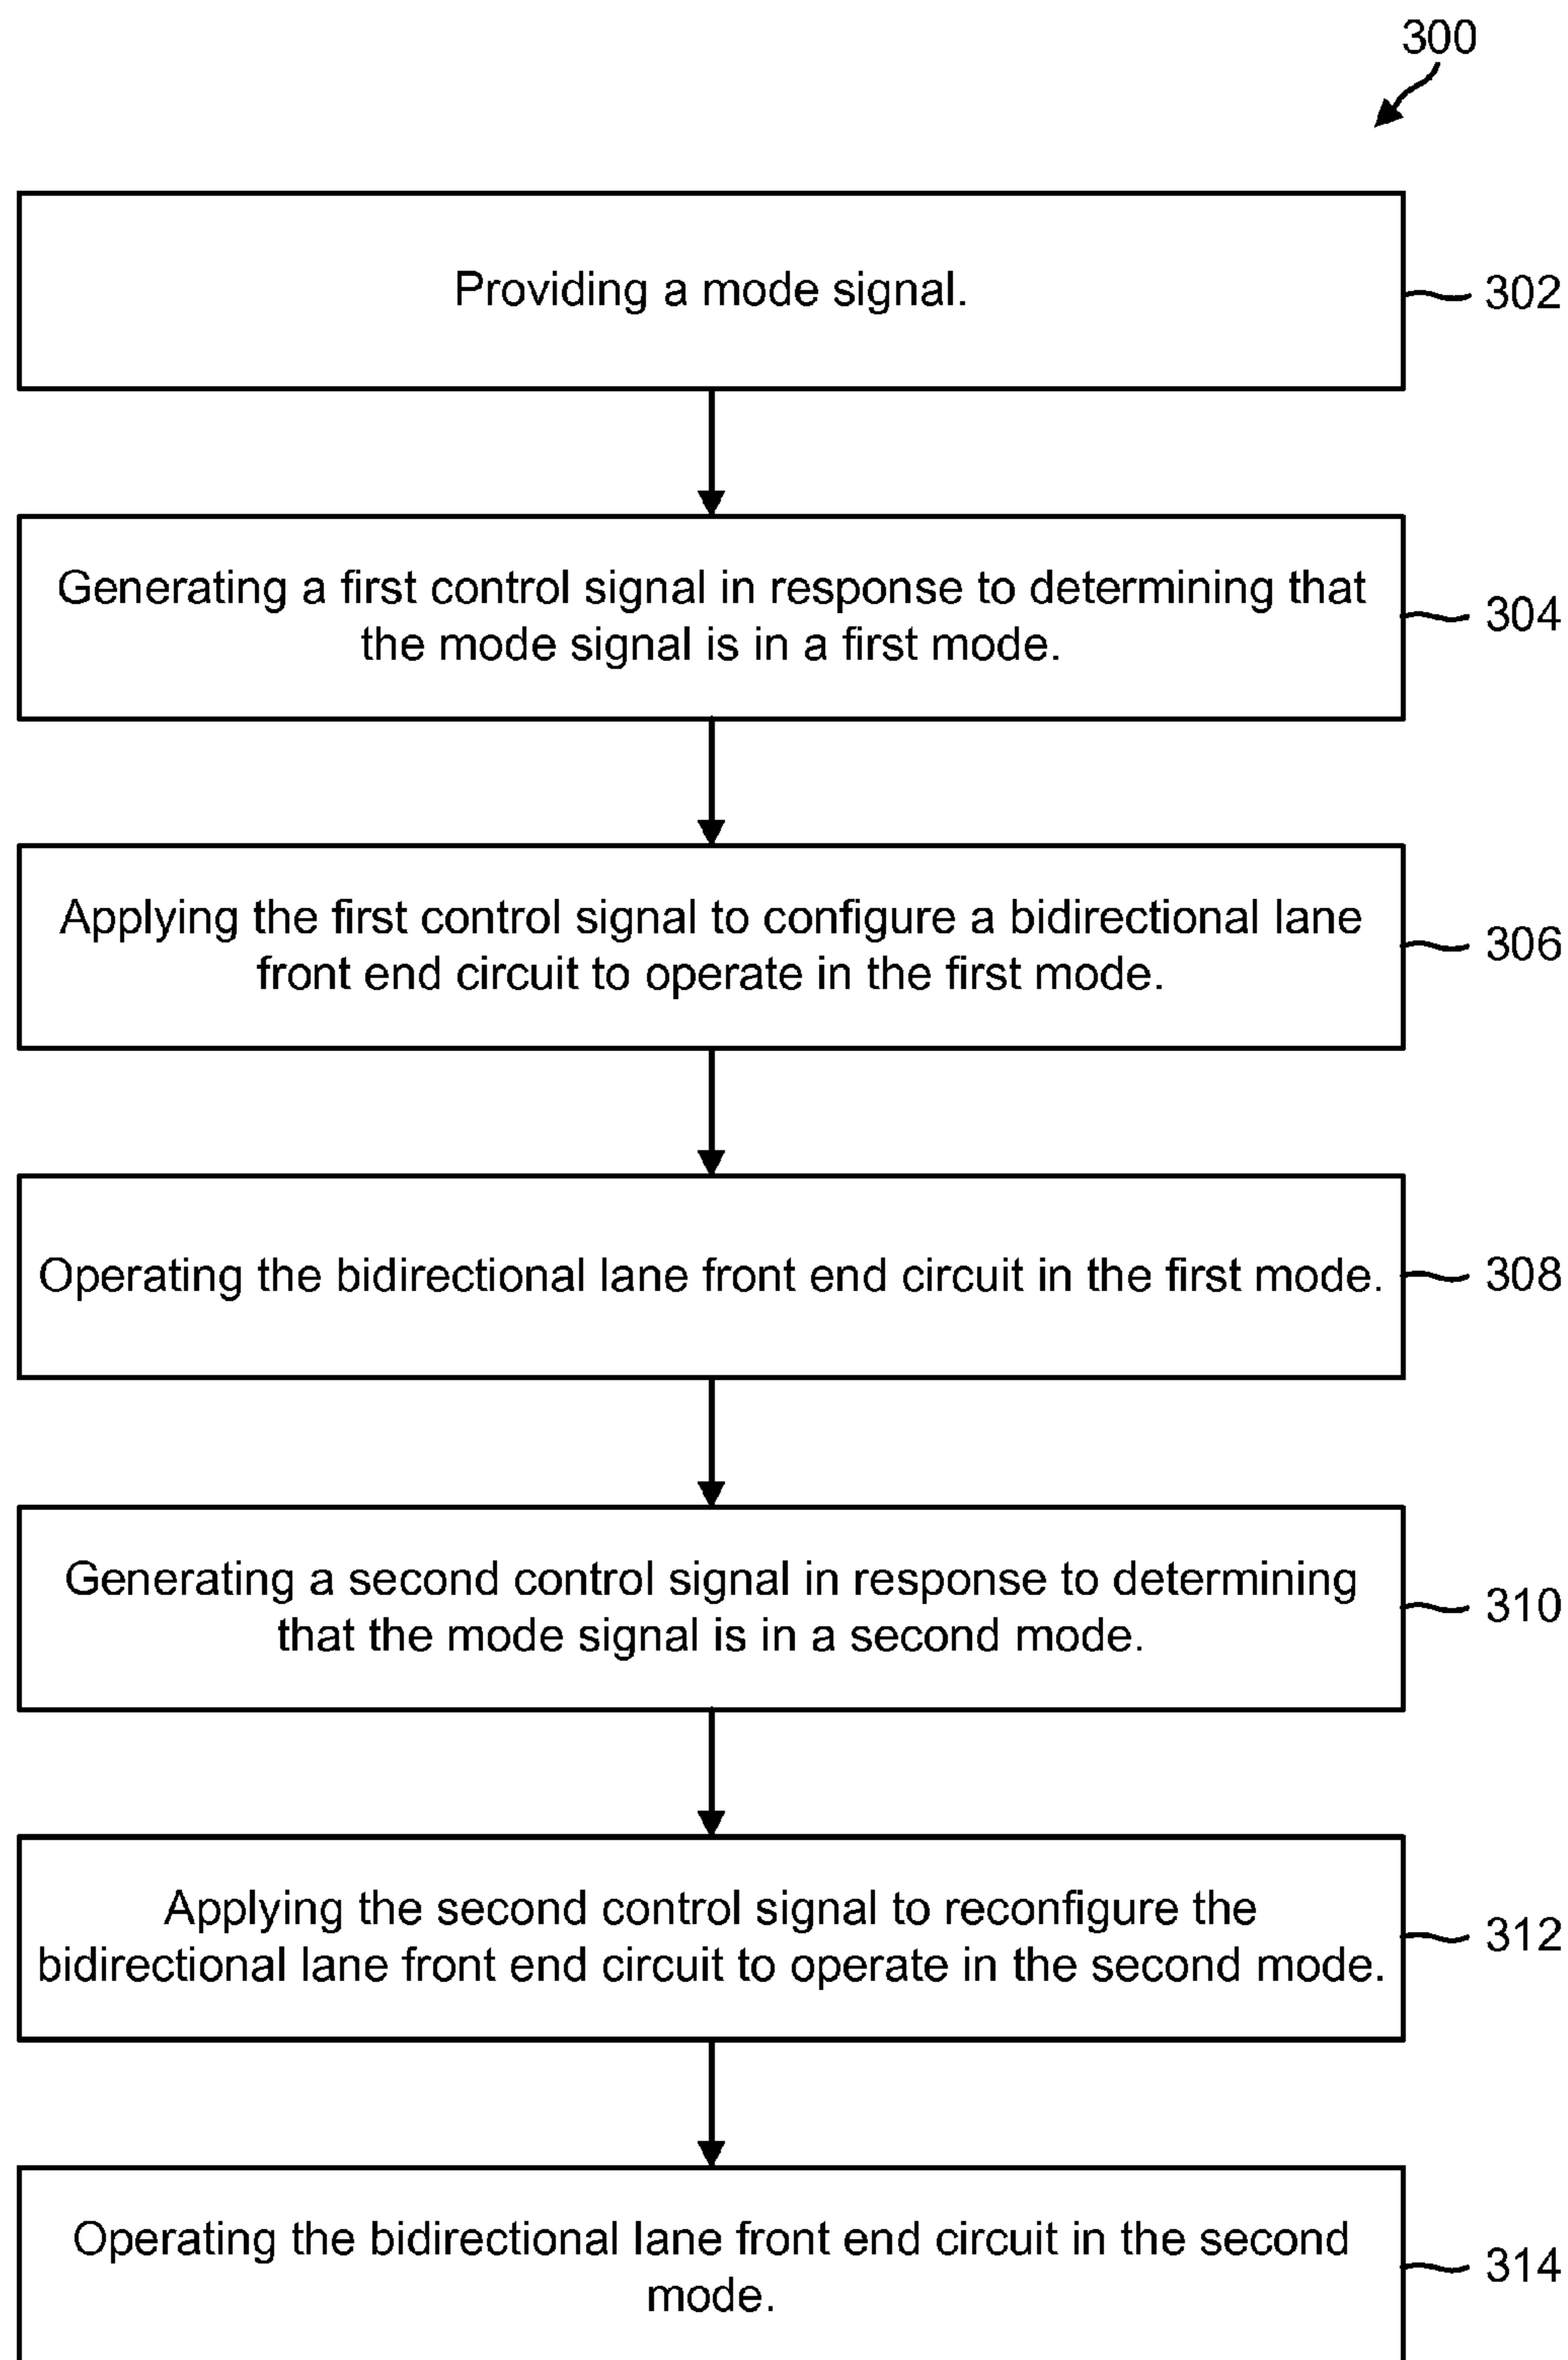 300
Providing a mode signal.
302
Generating a first control signal in response to determining that
the mode signal is in a first mode.
304
Applying the first control signal to configure a bidirectional lane
front end circuit to operate in the first mode.
306
Operating the bidirectional lane front end circuit in the first mode.
308
Generating a second control signal in response to determining
that the mode signal is in a second mode.
310
Applying the second control signal to reconfigure the
bidirectional lane front end circuit to operate in the second mode.
312
Operating the bidirectional lane front end circuit in the second
mode.
314